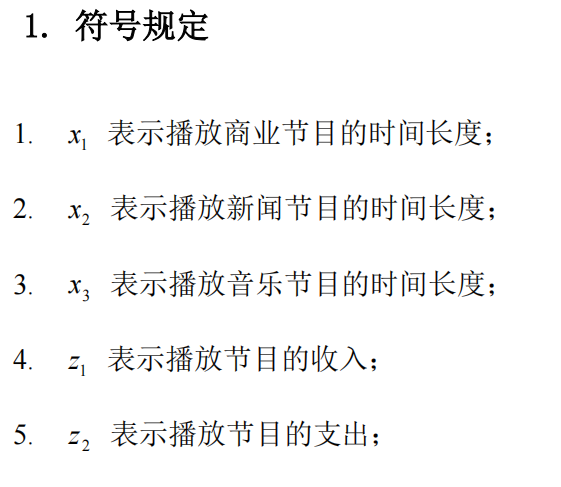 1. 符号规定
1. x₁ 表示播放商业节目的时间长度；
2. x₂ 表示播放新闻节目的时间长度；
3. x₃ 表示播放音乐节目的时间长度；
4. z₁ 表示播放节目的收入；
5. z₂ 表示播放节目的支出；